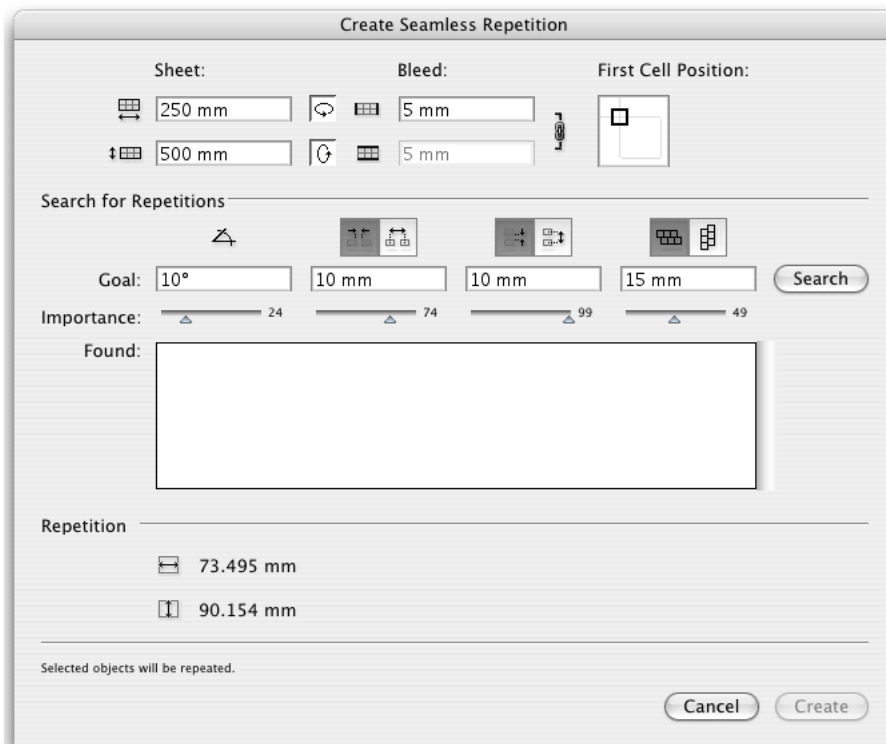 Create Seamless Repetition
Sheet: Bleed: First Cell Position:
250 mm 5 mm
500 mm 5 mm
Search for Repetitions
Goal: 10° 10 mm 10 mm 15 mm Search
Importance: 24 74 99 49
Found:
Repetition
73.495 mm
90.154 mm
Selected objects will be repeated.
Cancel Create